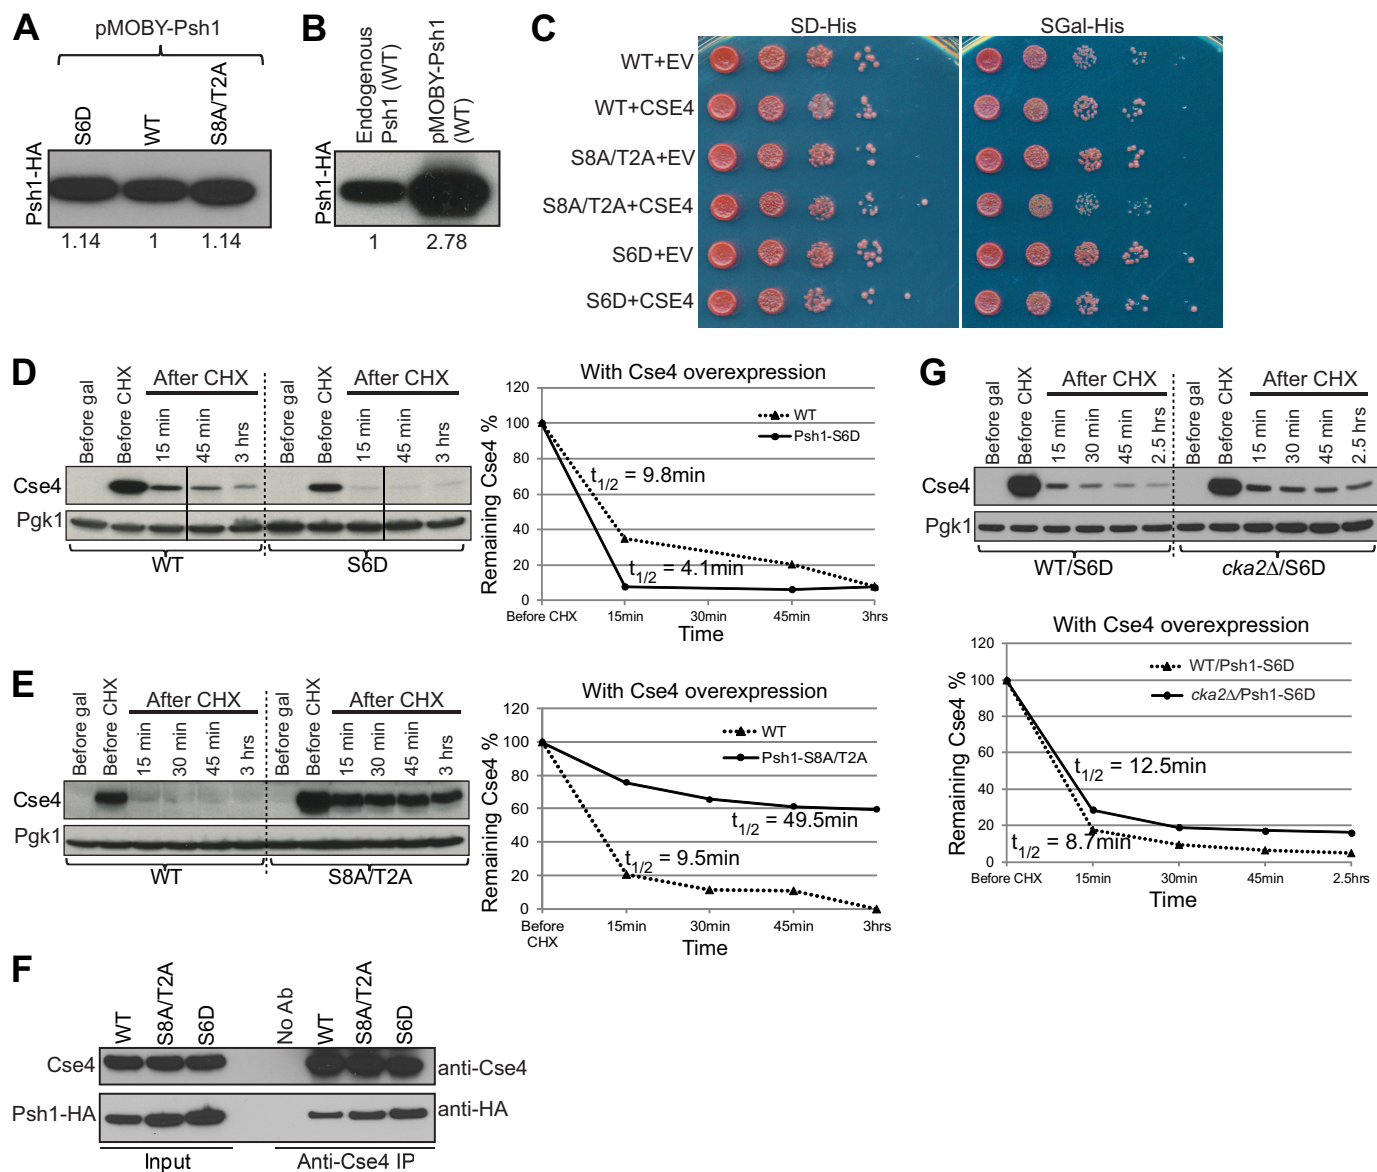 A
pMOBY-Psh1
S6D
WT
S8A/T2A
Psh1-HA
1.14
1
1.14
B
Endogenous
Psh1 (WT)
pMOBY-Psh1
(WT)
Psh1-HA
1
2.78
C
SD-His
SGal-His
WT+EV
WT+CSE4
S8A/T2A+EV
S8A/T2A+CSE4
S6D+EV
S6D+CSE4
D
After CHX
After CHX
Before gal
Before CHX
15 min
45 min
3 hrs
Before gal
Before CHX
15 min
45 min
3 hrs
Cse4
Pgk1
WT
S6D
With Cse4 overexpression
Remaining Cse4 %
120
100
80
60
40
20
0
WT
Psh1-S6D
t1/2 = 9.8min
t1/2 = 4.1min
Before CHX
15min
30min
45min
3hrs
Time
E
After CHX
After CHX
Before gal
Before CHX
15 min
30 min
45 min
3 hrs
Before gal
Before CHX
15 min
30 min
45 min
3 hrs
Cse4
Pgk1
WT
S8A/T2A
With Cse4 overexpression
Remaining Cse4 %
120
100
80
60
40
20
0
WT
Psh1-S8A/T2A
t1/2 = 49.5min
t1/2 = 9.5min
Before
CHX
15min
30min
45min
3hrs
Time
F
WT
S8A/T2A
S6D
No Ab
WT
S8A/T2A
S6D
Cse4
anti-Cse4
Psh1-HA
anti-HA
Input
Anti-Cse4 IP
G
After CHX
After CHX
Before gal
Before CHX
15 min
30 min
45 min
2.5 hrs
Before gal
Before CHX
15 min
30 min
45 min
2.5 hrs
Cse4
Pgk1
WT/S6D
cka2Δ/S6D
With Cse4 overexpression
Remaining Cse4 %
120
100
80
60
40
20
0
WT/Psh1-S6D
cka2Δ/Psh1-S6D
t1/2 = 12.5min
t1/2 = 8.7min
Before CHX
15min
30min
45min
2.5hrs
Time